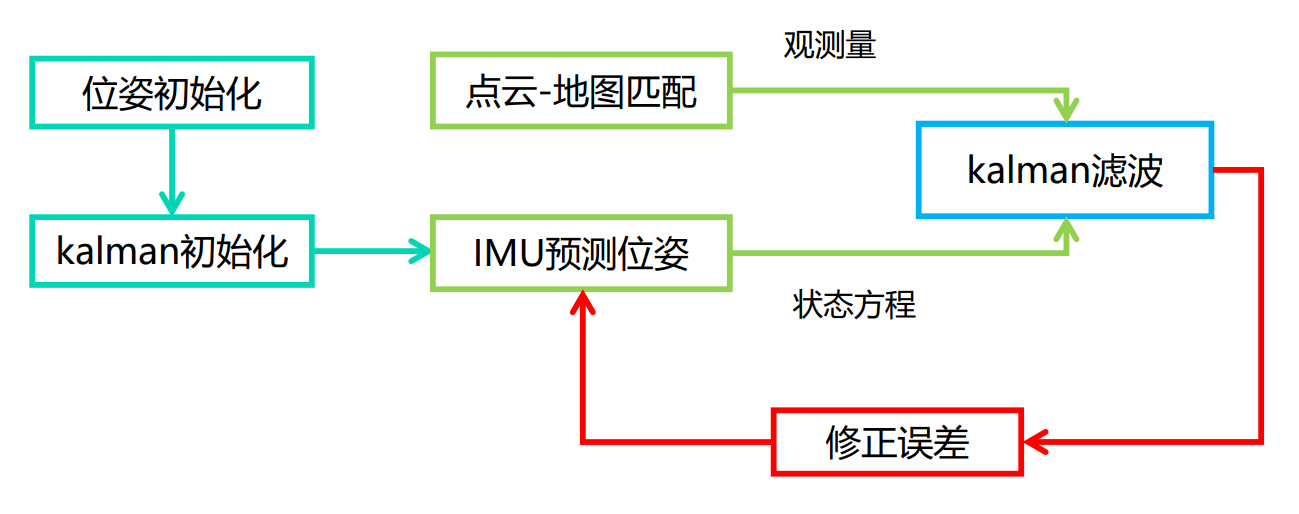 观测量
位姿初始化
点云-地图匹配
kalman滤波
kalman初始化
IMU预测位姿
状态方程
修正误差